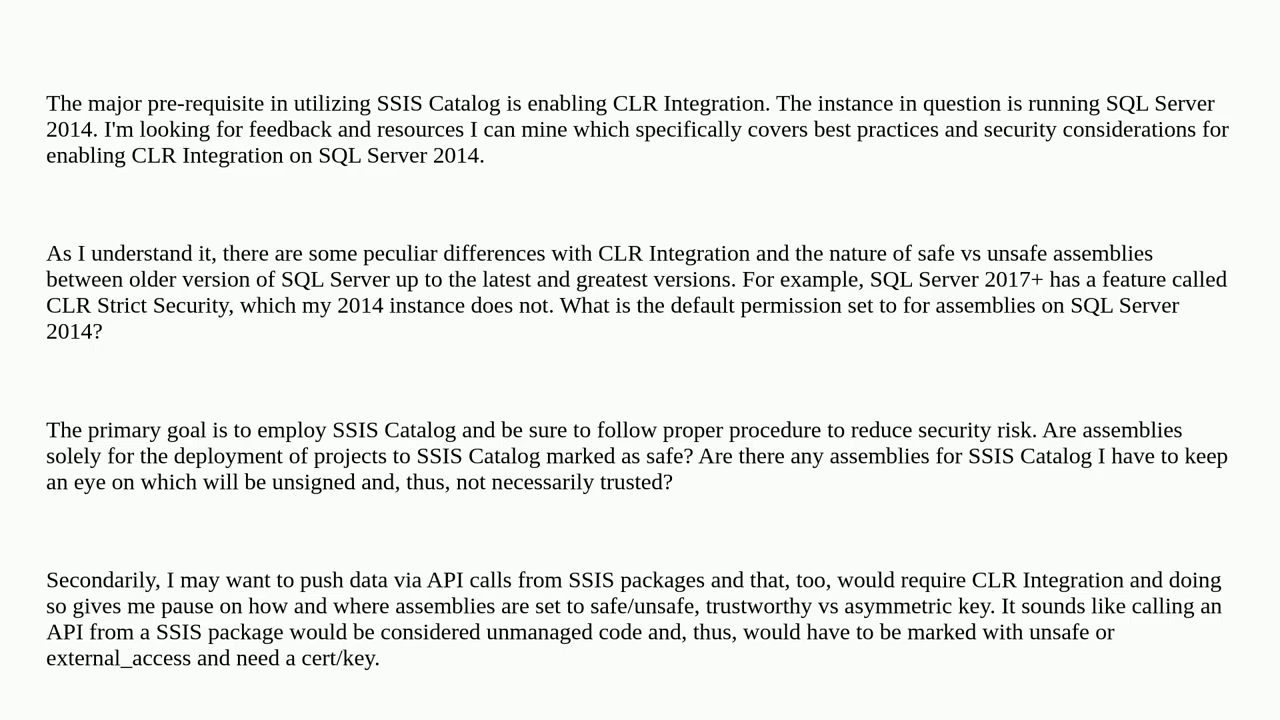 The major pre-requisite in utilizing SSIS Catalog is enabling CLR Integration. The instance in question is running SQL Server
2014. I'm looking for feedback and resources I can mine which specifically covers best practices and security considerations for
enabling CLR Integration on SQL Server 2014.
As I understand it, there are some peculiar differences with CLR Integration and the nature of safe vs unsafe assemblies
between older version of SQL Server up to the latest and greatest versions. For example, SQL Server 2017+ has a feature called
CLR Strict Security, which my 2014 instance does not. What is the default permission set to for assemblies on SQL Server
2014?
The primary goal is to employ SSIS Catalog and be sure to follow proper procedure to reduce security risk. Are assemblies
solely for the deployment of projects to SSIS Catalog marked as safe? Are there any assemblies for SSIS Catalog I have to keep
an eye on which will be unsigned and, thus, not necessarily trusted?
Secondarily, I may want to push data via API calls from SSIS packages and that, too, would require CLR Integration and doing
so gives me pause on how and where assemblies are set to safe/unsafe, trustworthy vs asymmetric key. It sounds like calling an
API from a SSIS package would be considered unmanaged code and, thus, would have to be marked with unsafe or
external_access and need a cert/key.